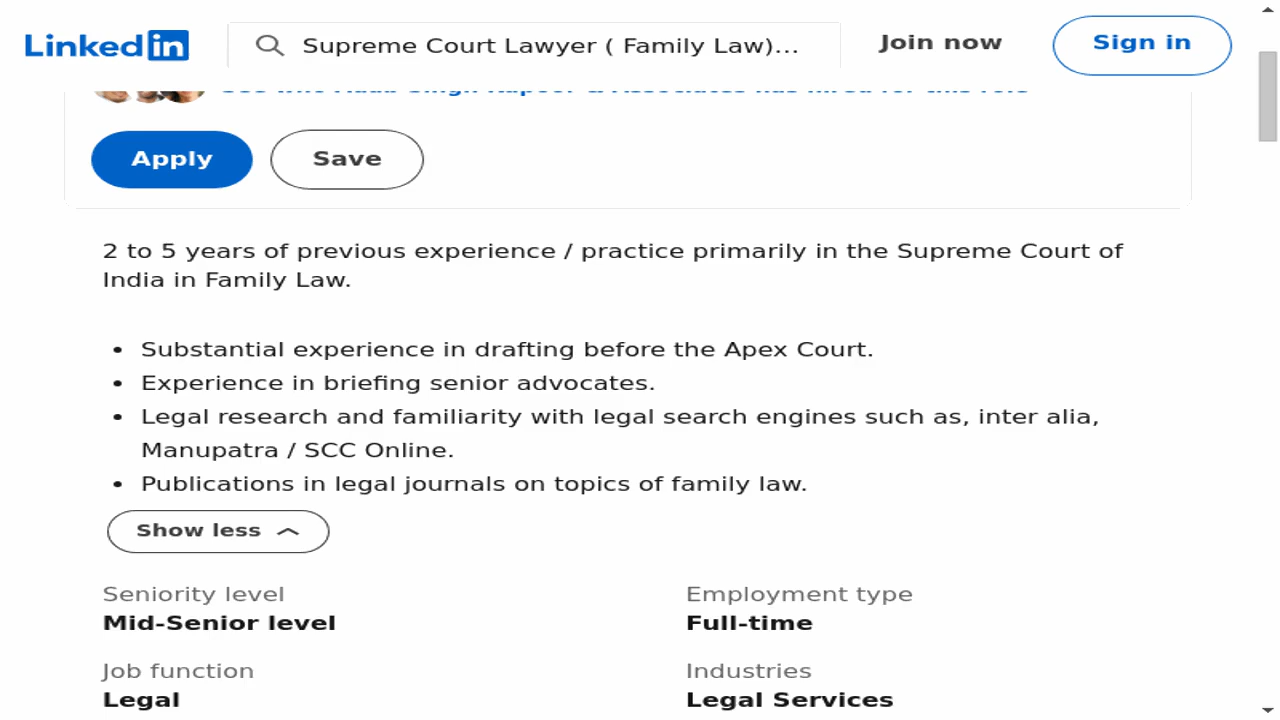 LinkedIn
Supreme Court Lawyer ( Family Law)...
Join now
Sign in
Apply
Save
2 to 5 years of previous experience / practice primarily in the Supreme Court of
India in Family Law.
• Substantial experience in drafting before the Apex Court.
• Experience in briefing senior advocates.
• Legal research and familiarity with legal search engines such as, inter alia,
Manupatra / SCC Online.
• Publications in legal journals on topics of family law.
Show less
Seniority level
Mid-Senior level
Employment type
Full-time
Job function
Legal
Industries
Legal Services